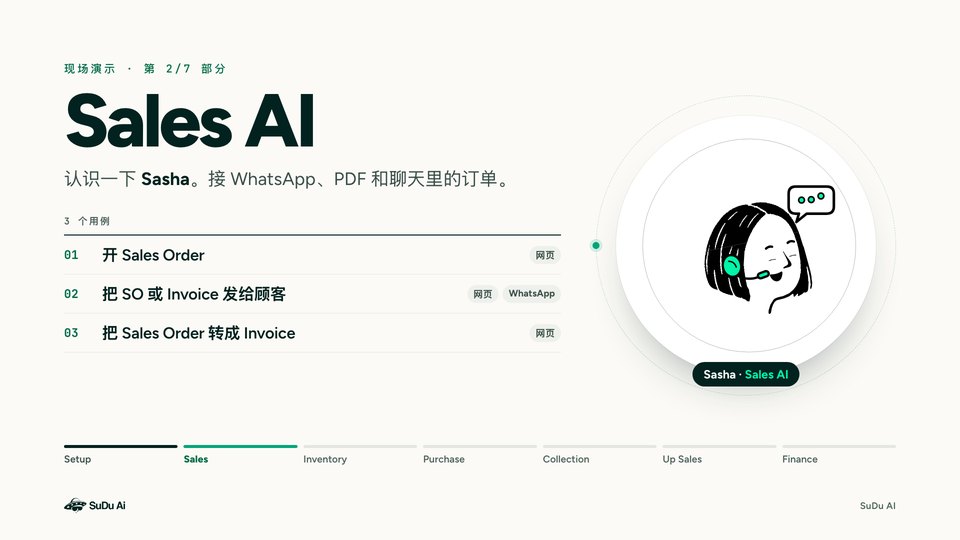 现场演示 · 第 2/7 部分
Sales AI
认识一下 Sasha。接 WhatsApp、PDF 和聊天里的订单。
3 个用例
01 开 Sales Order 网页
02 把 SO 或 Invoice 发给顾客 网页 WhatsApp
03 把 Sales Order 转成 Invoice 网页
Sasha · Sales AI
Setup Sales Inventory Purchase Collection Up Sales Finance
SuDu Ai
SuDu AI